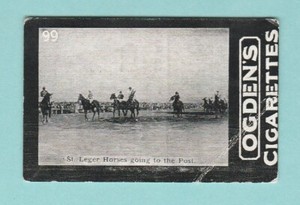 99
St. Leger Horses going to the Post.
OGDEN'S
CIGARETTES